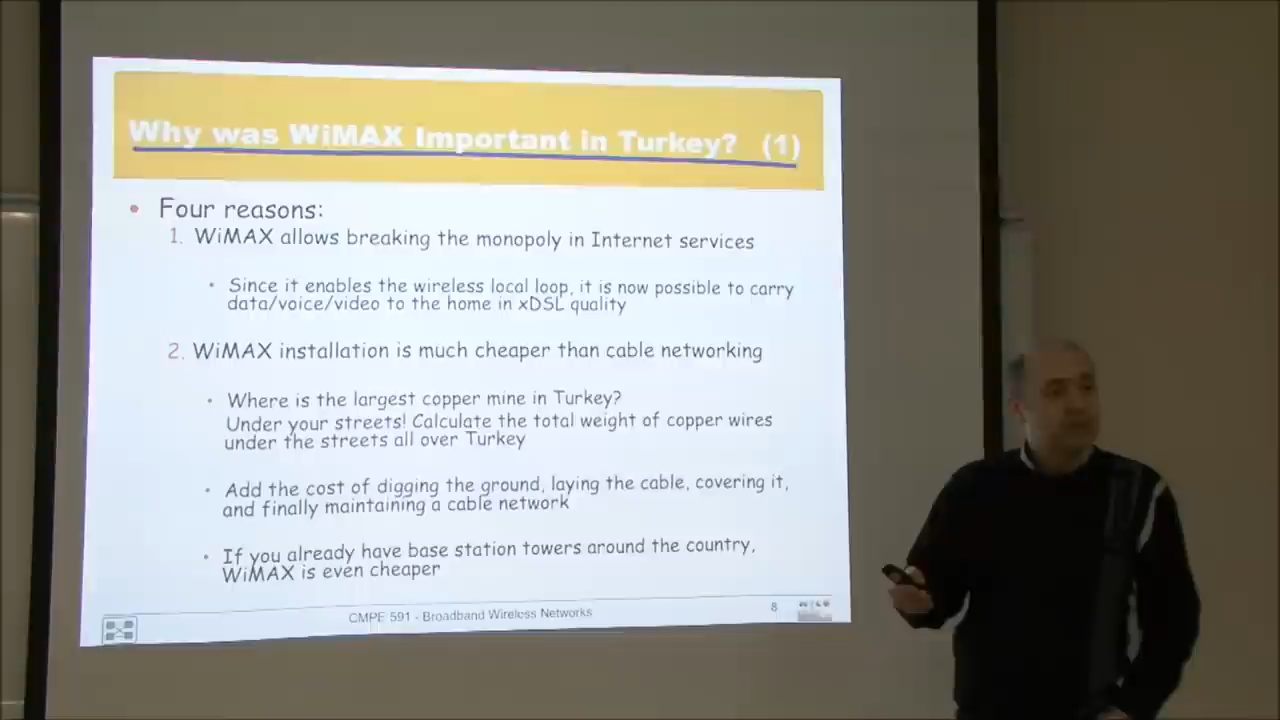 Why was WiMAX Important in Turkey? (1)
• Four reasons:
1. WiMAX allows breaking the monopoly in Internet services
• Since it enables the wireless local loop, it is now possible to carry
data/voice/video to the home in xDSL quality
2. WiMAX installation is much cheaper than cable networking
• Where is the largest copper mine in Turkey?
Under your streets! Calculate the total weight of copper wires
under the streets all over Turkey
• Add the cost of digging the ground, laying the cable, covering it,
and finally maintaining a cable network
• If you already have base station towers around the country,
WiMAX is even cheaper
CMPE 591 - Broadband Wireless Networks
8